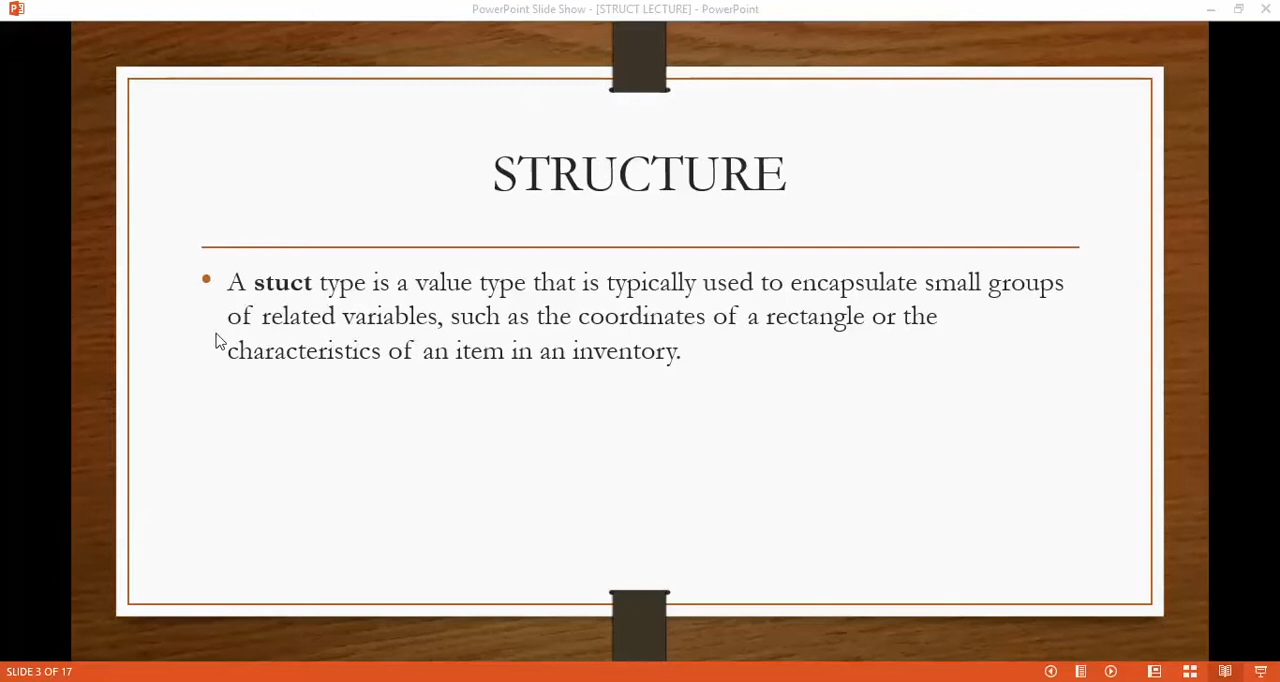 PowerPoint Slide Show - [STRUCT LECTURE] - PowerPoint
STRUCTURE
• A stuct type is a value type that is typically used to encapsulate small groups
of related variables, such as the coordinates of a rectangle or the
characteristics of an item in an inventory.
SLIDE 3 OF 17